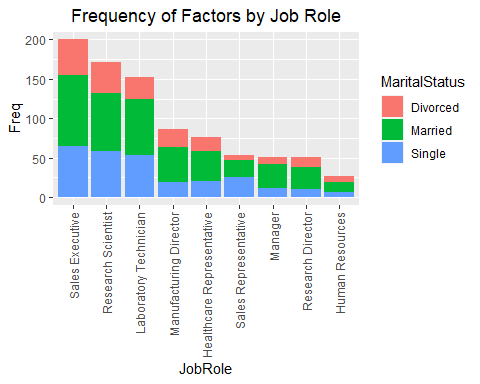 Frequency of Factors by Job Role
Freq
200
150
100
50
0
Sales Executive
Research Scientist
Laboratory Technician
Manufacturing Director
Healthcare Representative
Sales Representative
Manager
Research Director
Human Resources
JobRole
MaritalStatus
Divorced
Married
Single